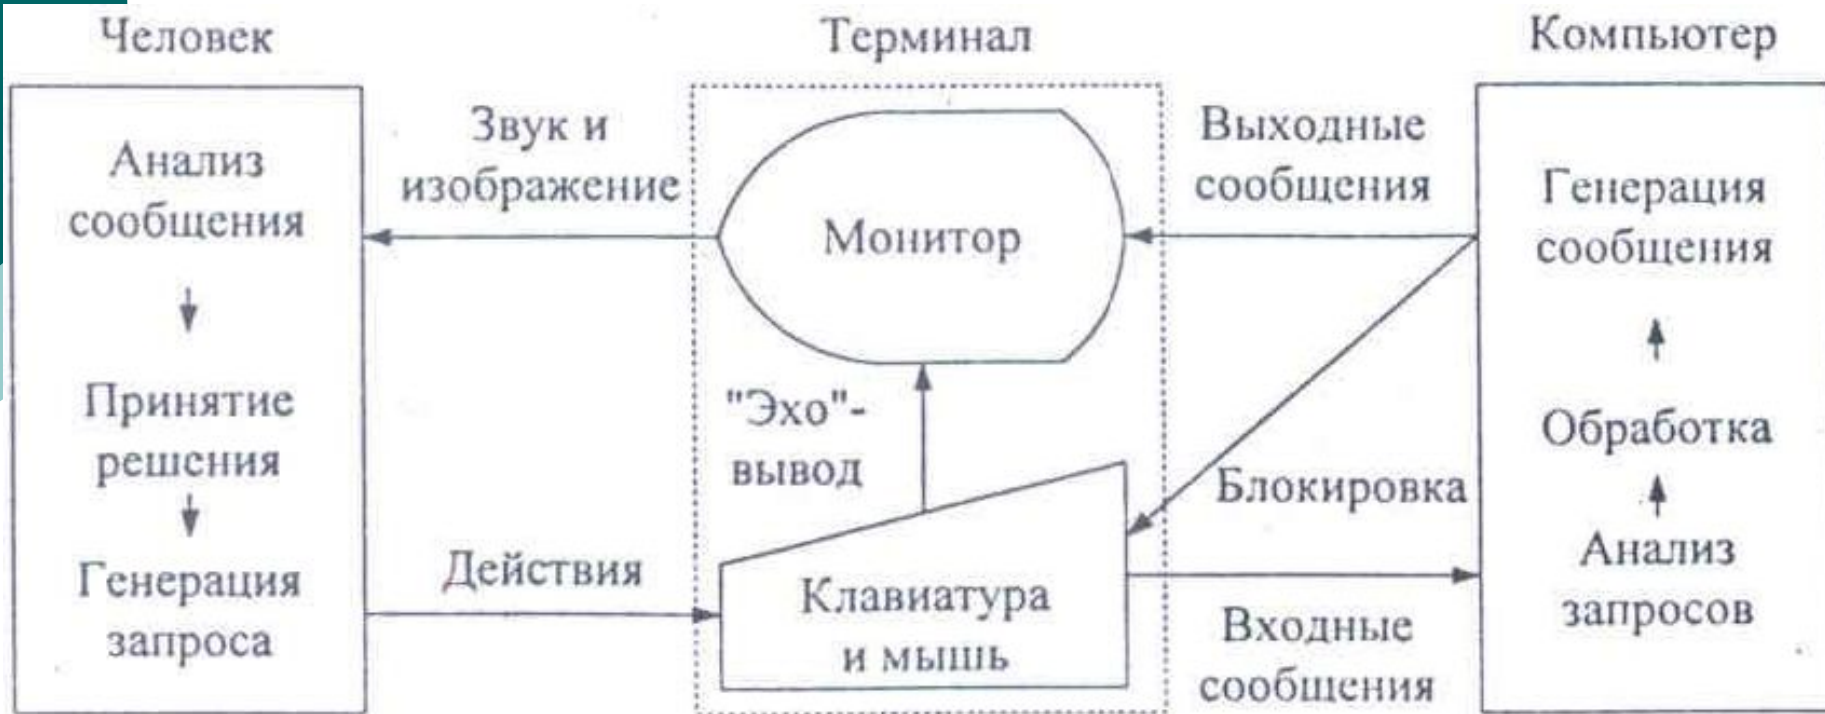 Человек
Терминал
Компьютер
Анализ
сообщения
Принятие
решения
Генерация
запроса
Звук и
изображение
Действия
Монитор
"Эхо"-
вывод
Клавиатура
и мышь
Выходные
сообщения
Блокировка
Входные
сообщения
Генерация
сообщения
Обработка
Анализ
запросов